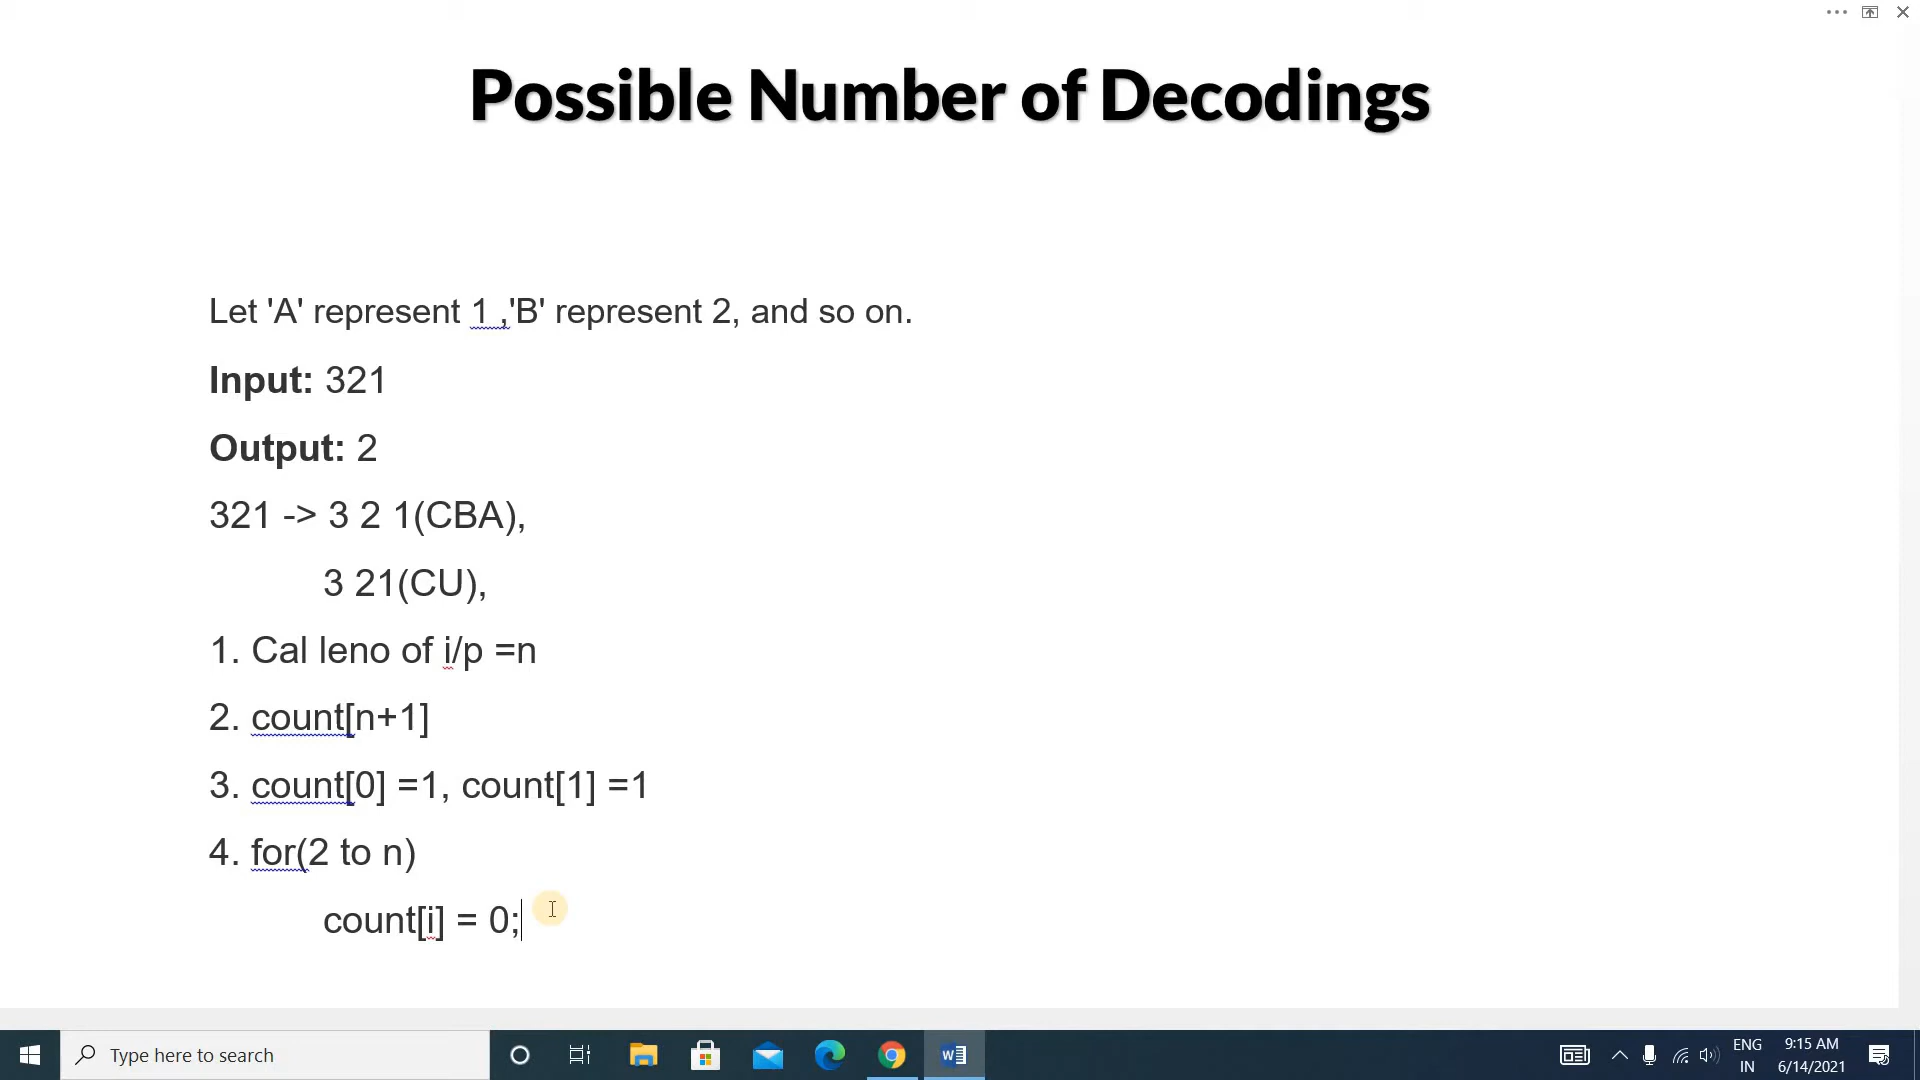 Possible Number of Decodings
Let 'A' represent 1 ,'B' represent 2, and so on.
Input: 321
Output: 2
321 -> 3 2 1(CBA),
3 21(CU),
1. Cal leno of i/p =n
2. count[n+1]
3. count[0] =1, count[1] =1
4. for(2 to n)
count[i] = 0;
Type here to search
ENG
IN
9:15 AM
6/14/2021